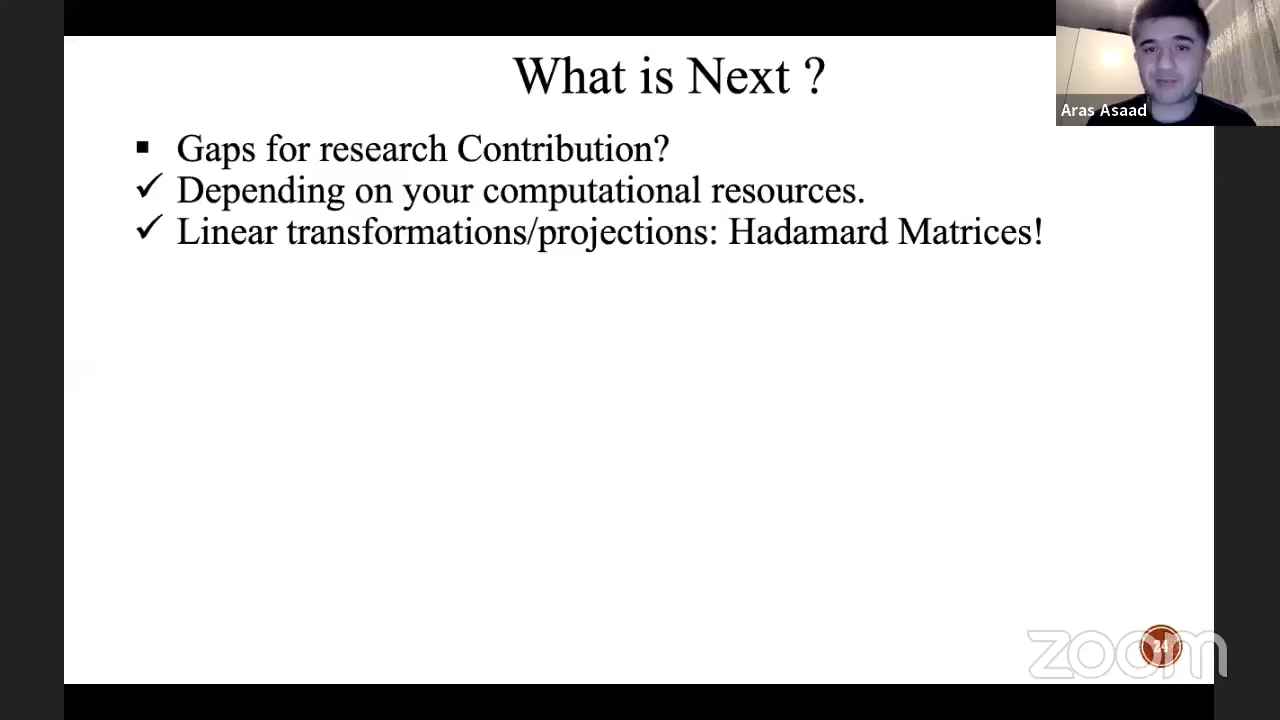 What is Next ?
Aras Asaad
▪ Gaps for research Contribution?
✓ Depending on your computational resources.
✓ Linear transformations/projections: Hadamard Matrices!
24
zoom